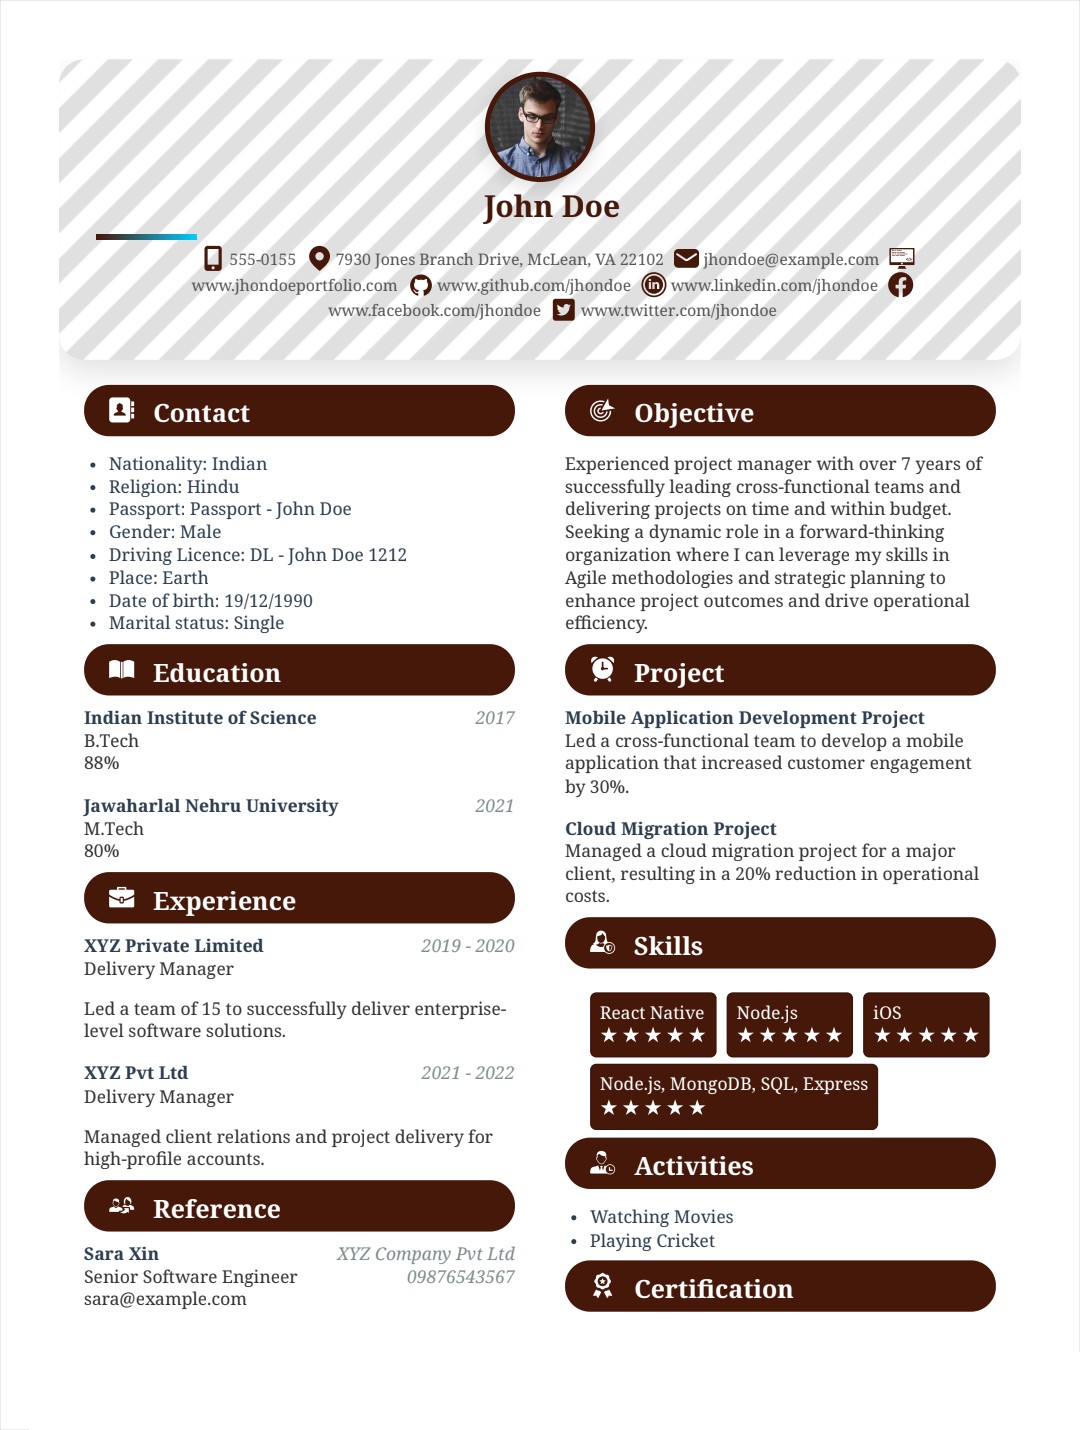 John Doe
555-0155 7930 Jones Branch Drive, McLean, VA 22102 jhondoe@example.com
www.jhondoeportfolio.com www.github.com/jhondoe www.linkedin.com/jhondoe
www.facebook.com/jhondoe www.twitter.com/jhondoe
Contact
• Nationality: Indian
• Religion: Hindu
• Passport: Passport - John Doe
• Gender: Male
• Driving Licence: DL - John Doe 1212
• Place: Earth
• Date of birth: 19/12/1990
• Marital status: Single
Education
Indian Institute of Science 2017
B.Tech
88%
Jawaharlal Nehru University 2021
M.Tech
80%
Experience
XYZ Private Limited 2019 - 2020
Delivery Manager
Led a team of 15 to successfully deliver enterprise-
level software solutions.
XYZ Pvt Ltd 2021 - 2022
Delivery Manager
Managed client relations and project delivery for
high-profile accounts.
Reference
Sara Xin XYZ Company Pvt Ltd
Senior Software Engineer 09876543567
sara@example.com
Objective
Experienced project manager with over 7 years of
successfully leading cross-functional teams and
delivering projects on time and within budget.
Seeking a dynamic role in a forward-thinking
organization where I can leverage my skills in
Agile methodologies and strategic planning to
enhance project outcomes and drive operational
efficiency.
Project
Mobile Application Development Project
Led a cross-functional team to develop a mobile
application that increased customer engagement
by 30%.
Cloud Migration Project
Managed a cloud migration project for a major
client, resulting in a 20% reduction in operational
costs.
Skills
React Native Node.js iOS
★★★★★ ★★★★★ ★★★★★
Node.js, MongoDB, SQL, Express
★★★★★
Activities
• Watching Movies
• Playing Cricket
Certification